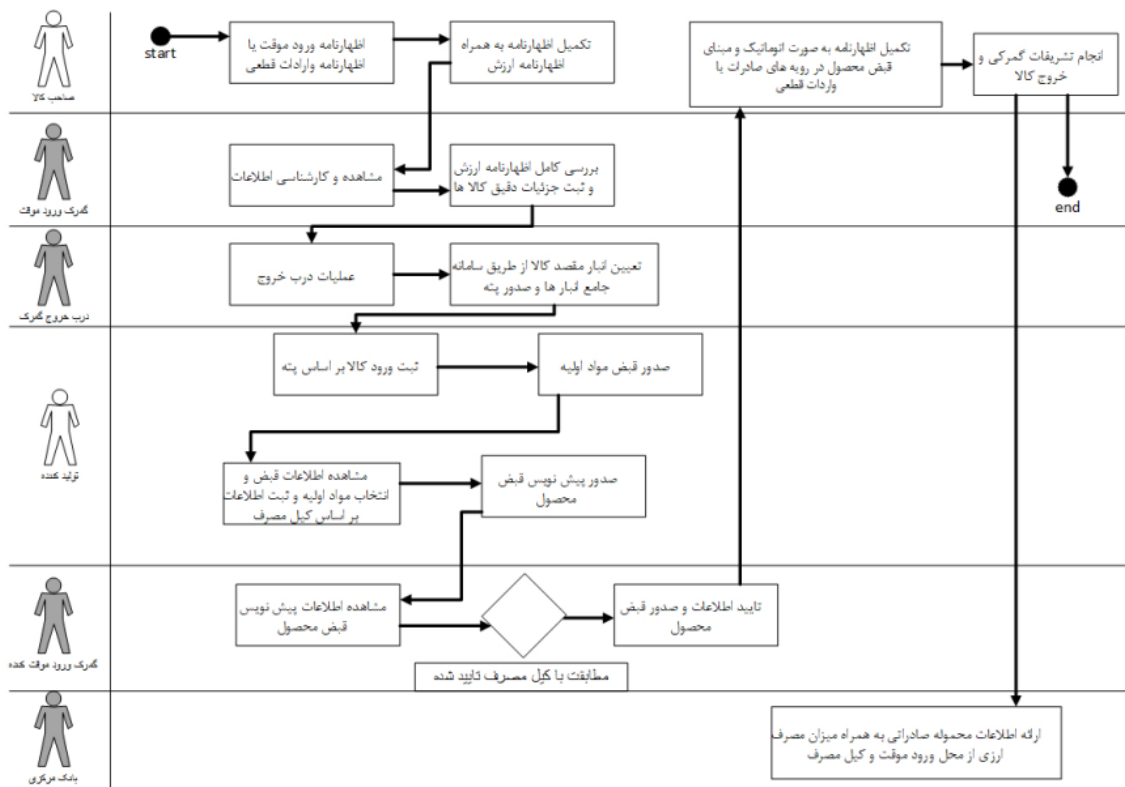 start
اظهارنامه ورود موقت یا
اظهارنامه وارادات قطعی
تکمیل اظهارنامه به همراه
اظهارنامه ارزش
تکمیل اظهارنامه به صورت اتوماتیک و مبنای
قبض محصول در رویه های صادرات یا
واردات قطعی
انجام تشریفات گمرکی و
خروج کالا
صاحب کالا
مشاهده و کارشناسی اطلاعات
بررسی کامل اظهارنامه ارزش
و ثبت جزئیات دقیق کالا ها
end
گمرک ورود موقت
عملیات درب خروج
تعیین انبار مقصد کالا از طریق سامانه
جامع انبار ها و صدور پته
درب خروج گمرک
ثبت ورود کالا بر اساس پته
صدور قبض مواد اولیه
تولید کننده
مشاهده اطلاعات قبض و
انتخاب مواد اولیه و ثبت اطلاعات
بر اساس کیل مصرف
صدور پیش نویس قبض
محصول
مشاهده اطلاعات پیش نویس
قبض محصول
تایید اطلاعات و صدور قبض
محصول
گمرک ورود موقت کننده
مطابقت با کیل مصرف تایید شده
ارائه اطلاعات محموله صادراتی به همراه میزان مصرف
ارزی از محل ورود موقت و کیل مصرف
بانک مرکزی